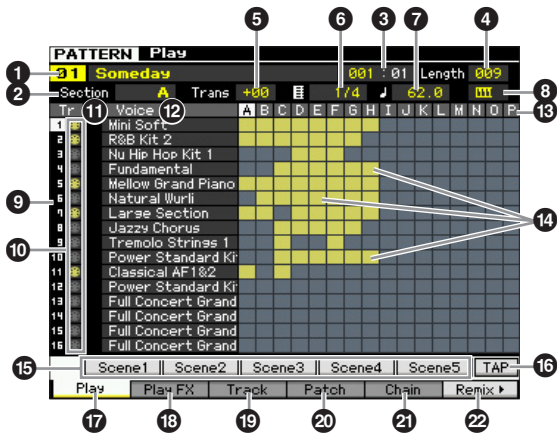 5 6 3 7 4
PATTERN Play
1 01 Someday 001 : 01 Length 009
2 Section A Trans +00 1/4 ♩ 62.0 8
Tr 11 Voice 12 A B C D E F G H I J K L M N O P 13
1 Mini Soft
2 R&B Kit 2
3 Nu Hip Hop Kit 1
4 Fundamental
5 Mellow Grand Piano
6 Natural Wurli
7 Large Section
8 Jazzy Chorus
9 Tremolo Strings 1
10 Power Standard Ki
11 Classical AF1&2
12 Power Standard Ki
13 Full Concert Grand
14 Full Concert Grand
15 Full Concert Grand
16 Full Concert Grand
9
10
14
15 Scene1 Scene2 Scene3 Scene4 Scene5 TAP 16
Play Play FX Track Patch Chain Remix
17 18 19 20 21 22